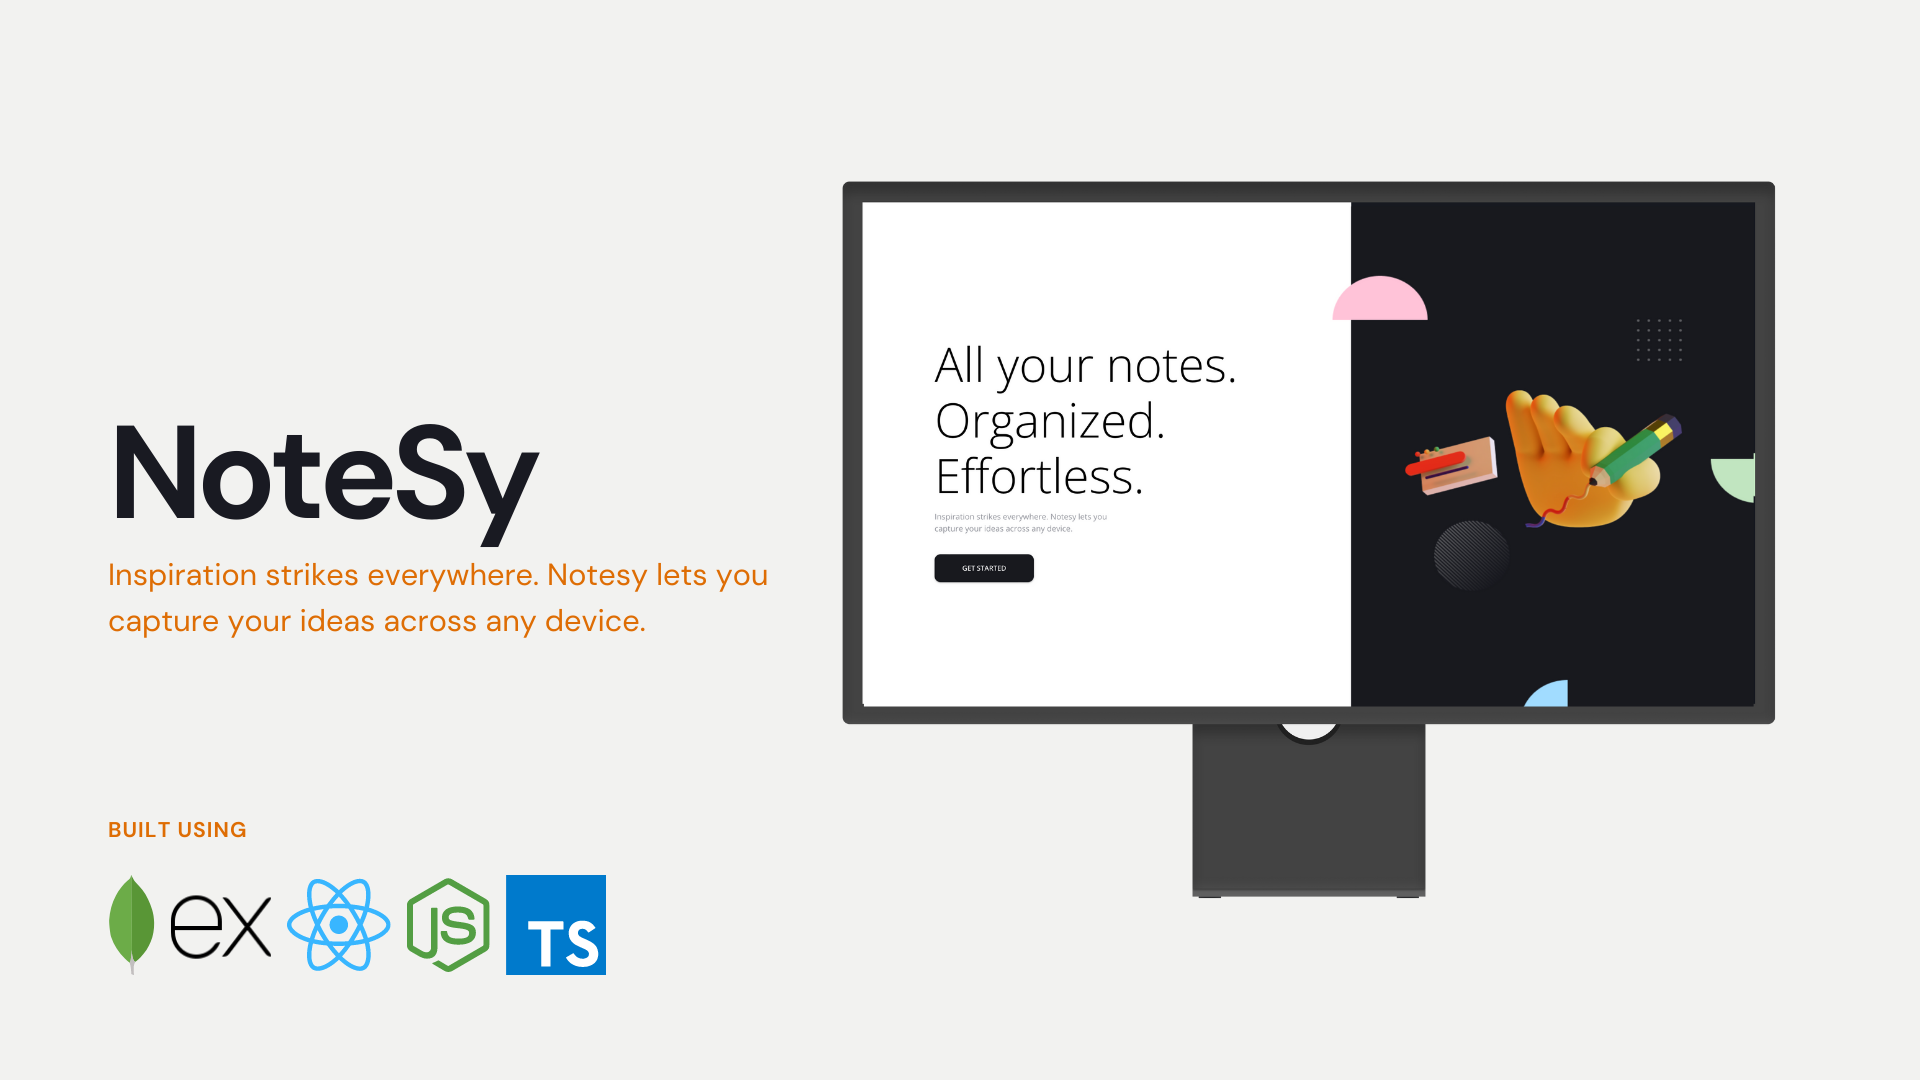 NoteSy
Inspiration strikes everywhere. Notesy lets you
capture your ideas across any device.
BUILT USING
ex
JS
TS
All your notes.
Organized.
Effortless.
Inspiration strikes everywhere. Notesy lets you
capture your ideas across any device.
GET STARTED